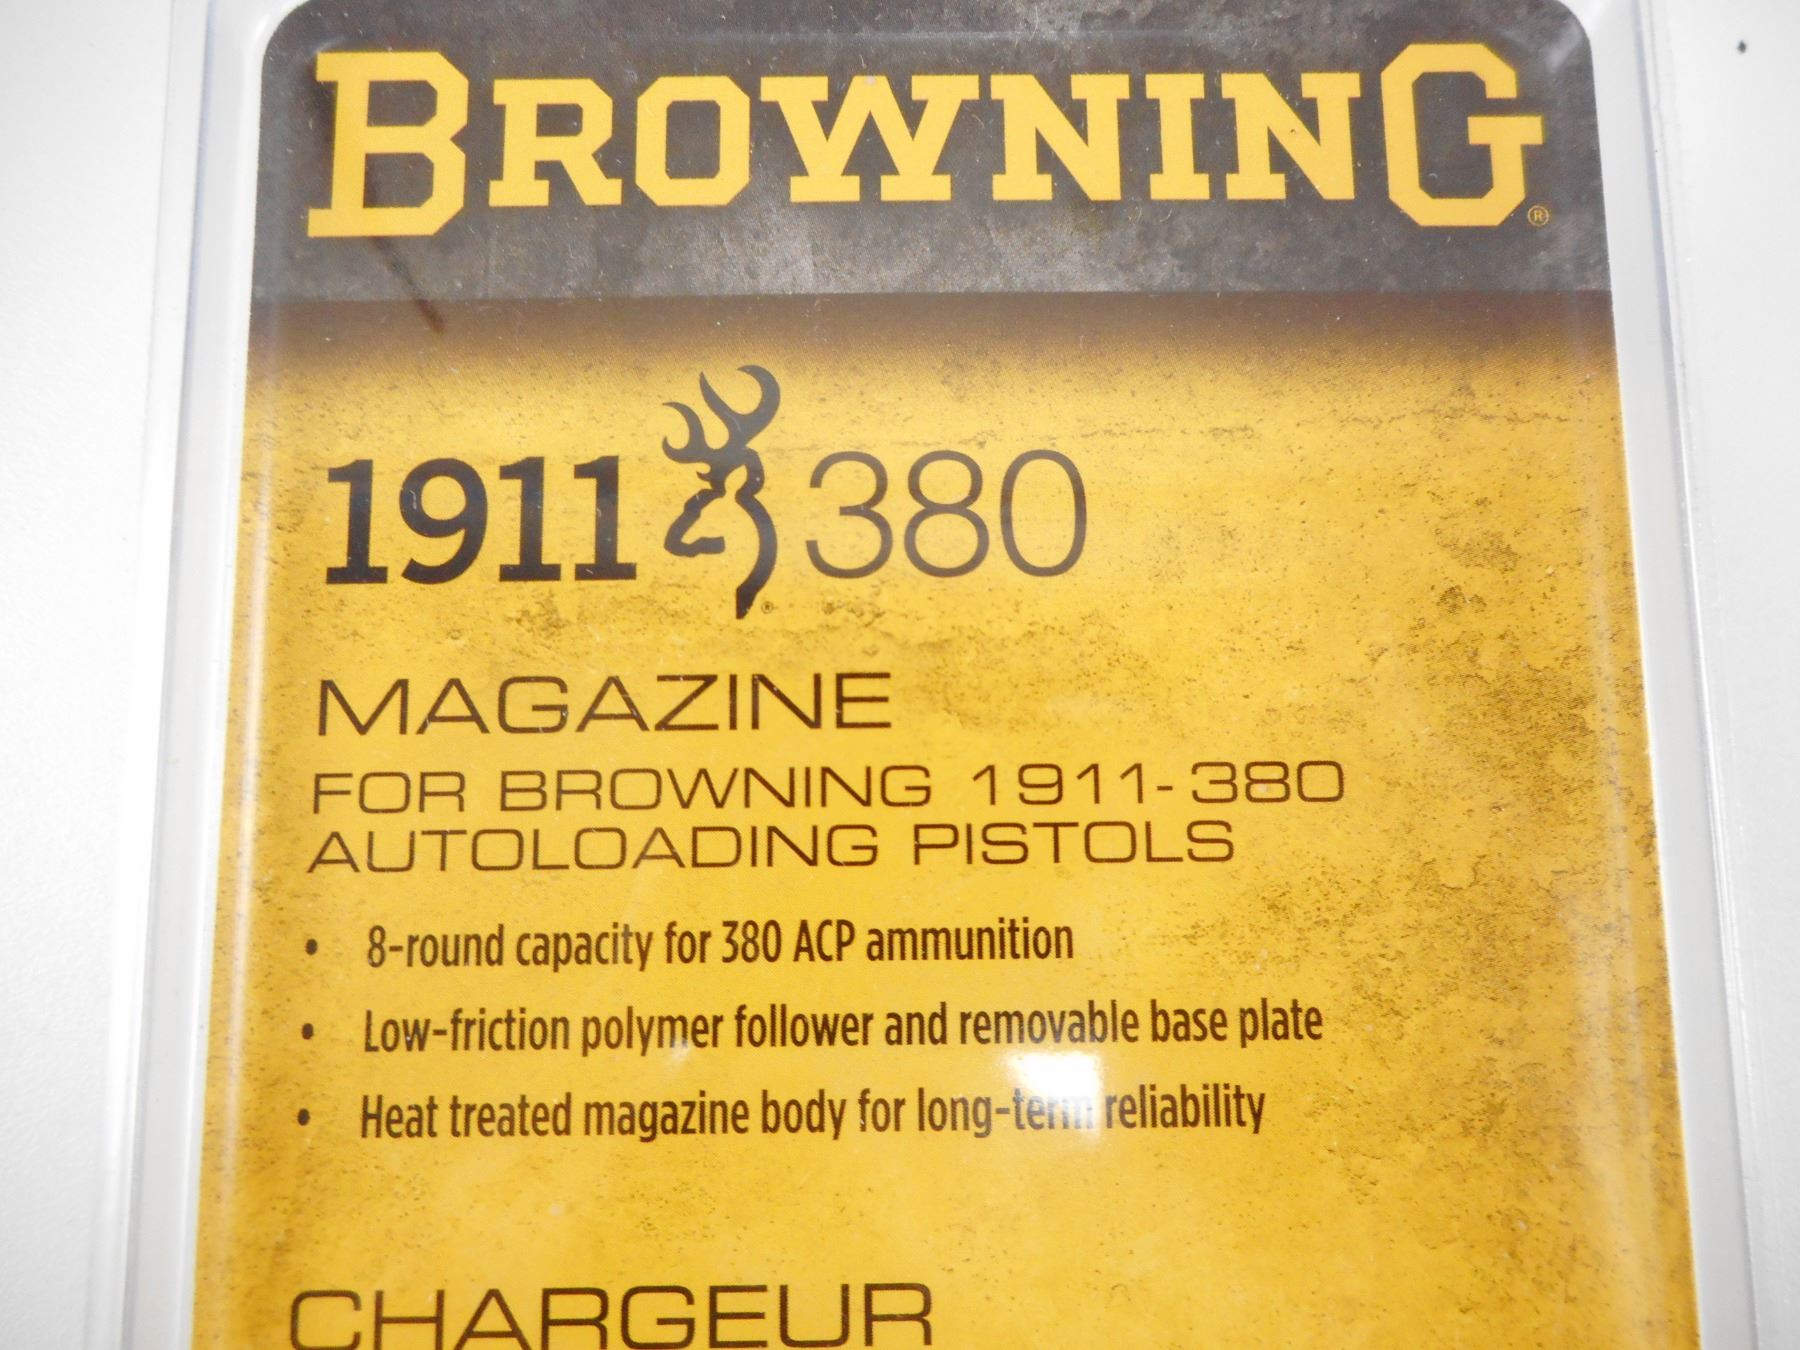 BROWNING®
1911 ® 380
MAGAZINE
FOR BROWNING 1911-380
AUTOLOADING PISTOLS
• 8-round capacity for 380 ACP ammunition
• Low-friction polymer follower and removable base plate
• Heat treated magazine body for long-term reliability
CHARGEUR